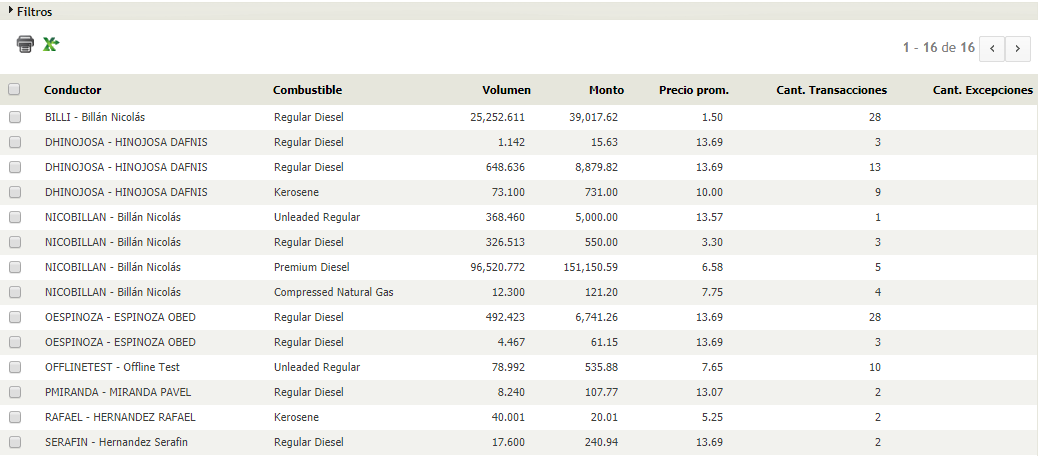 Filtros
1 - 16 de 16
Conductor Combustible Volumen Monto Precio prom. Cant. Transacciones Cant. Excepciones
BILLI - Billán Nicolás Regular Diesel 25,252.611 39,017.62 1.50 28
DHINOJOSA - HINOJOSA DAFNIS Regular Diesel 1.142 15.63 13.69 3
DHINOJOSA - HINOJOSA DAFNIS Regular Diesel 648.636 8,879.82 13.69 13
DHINOJOSA - HINOJOSA DAFNIS Kerosene 73.100 731.00 10.00 9
NICOBILLAN - Billán Nicolás Unleaded Regular 368.460 5,000.00 13.57 1
NICOBILLAN - Billán Nicolás Regular Diesel 326.513 550.00 3.30 3
NICOBILLAN - Billán Nicolás Premium Diesel 96,520.772 151,150.59 6.58 5
NICOBILLAN - Billán Nicolás Compressed Natural Gas 12.300 121.20 7.75 4
OESPINOZA - ESPINOZA OBED Regular Diesel 492.423 6,741.26 13.69 28
OESPINOZA - ESPINOZA OBED Regular Diesel 4.467 61.15 13.69 3
OFFLINETEST - Offline Test Unleaded Regular 78.992 535.88 7.65 10
PMIRANDA - MIRANDA PAVEL Regular Diesel 8.240 107.77 13.07 2
RAFAEL - HERNANDEZ RAFAEL Kerosene 40.001 20.01 5.25 2
SERAFIN - Hernandez Serafin Regular Diesel 17.600 240.94 13.69 2